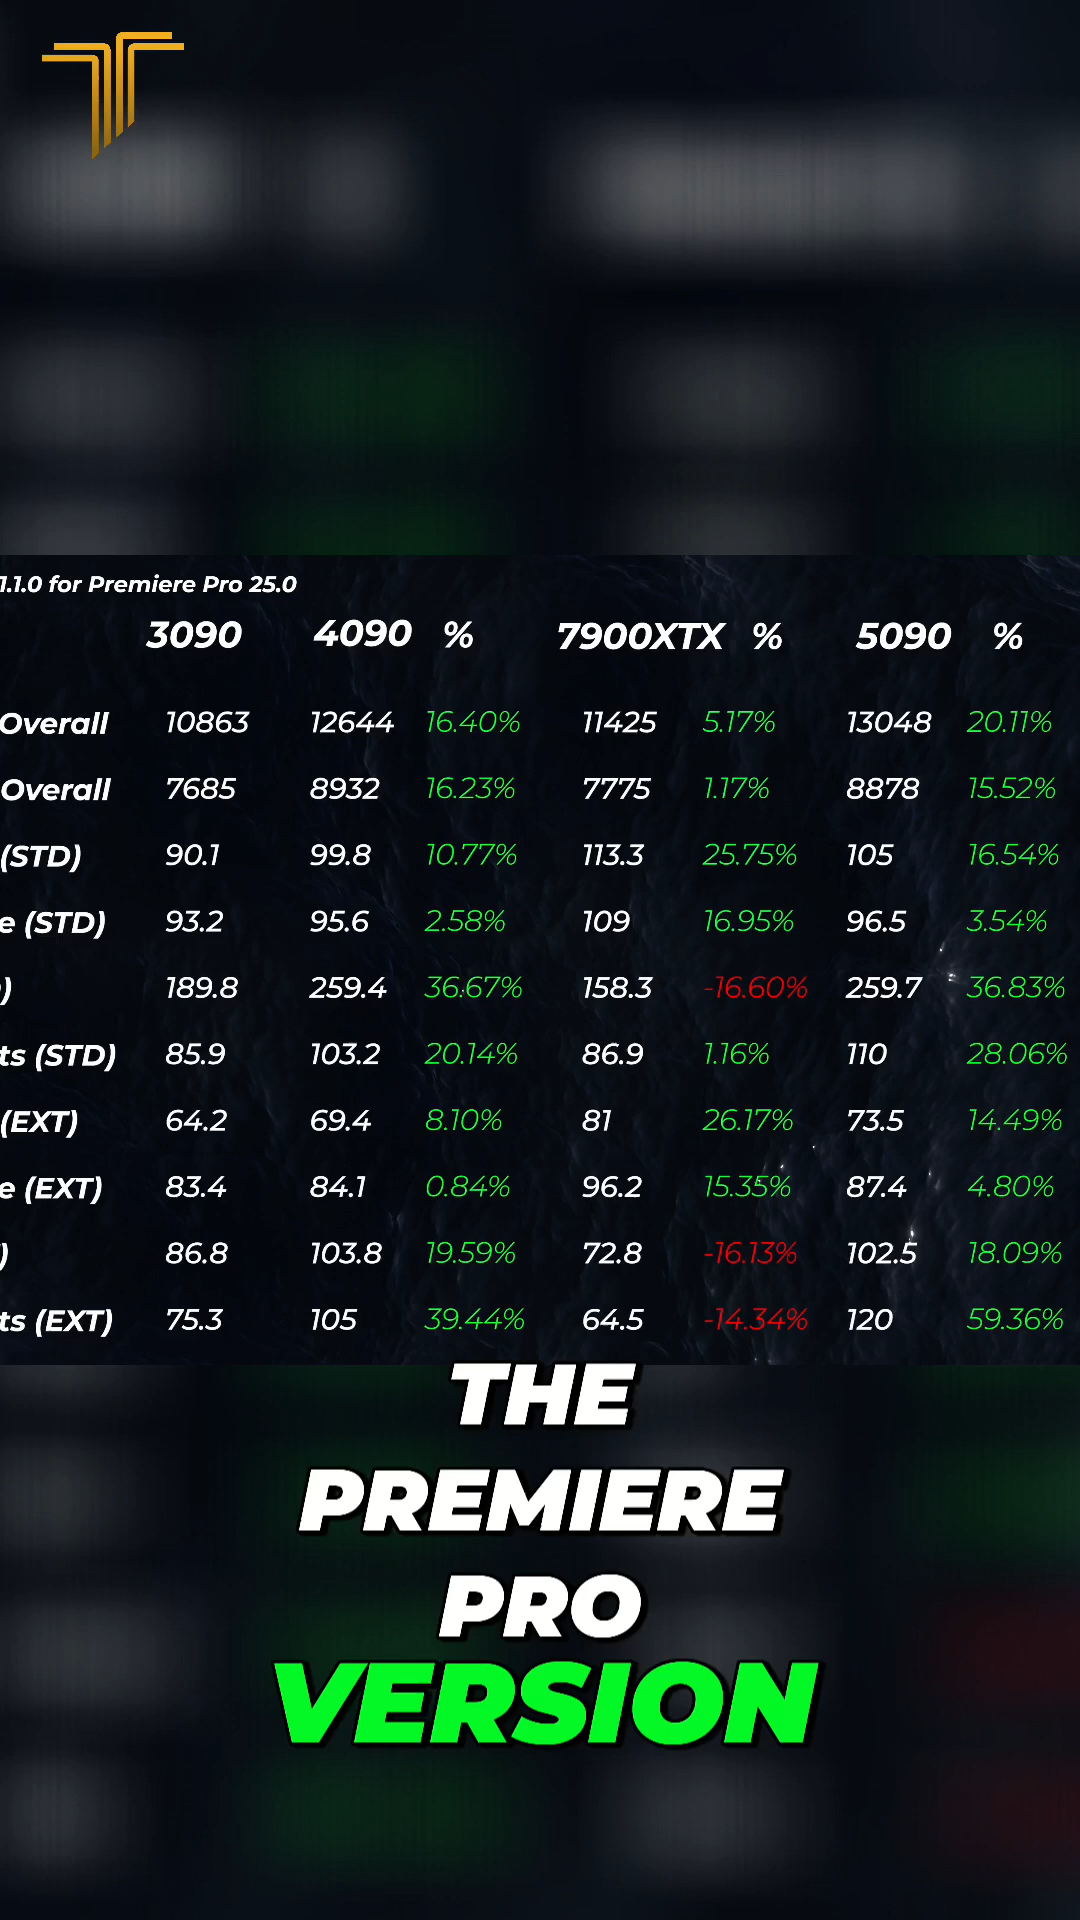 1.1.0 for Premiere Pro 25.0
3090 4090 % 7900XTX % 5090 %
Overall 10863 12644 16.40% 11425 5.17% 13048 20.11%
Overall 7685 8932 16.23% 7775 1.17% 8878 15.52%
(STD) 90.1 99.8 10.77% 113.3 25.75% 105 16.54%
e (STD) 93.2 95.6 2.58% 109 16.95% 96.5 3.54%
) 189.8 259.4 36.67% 158.3 -16.60% 259.7 36.83%
ts (STD) 85.9 103.2 20.14% 86.9 1.16% 110 28.06%
(EXT) 64.2 69.4 8.10% 81 26.17% 73.5 14.49%
e (EXT) 83.4 84.1 0.84% 96.2 15.35% 87.4 4.80%
) 86.8 103.8 19.59% 72.8 -16.13% 102.5 18.09%
ts (EXT) 75.3 105 39.44% 64.5 -14.34% 120 59.36%
THE
PREMIERE
PRO
VERSION